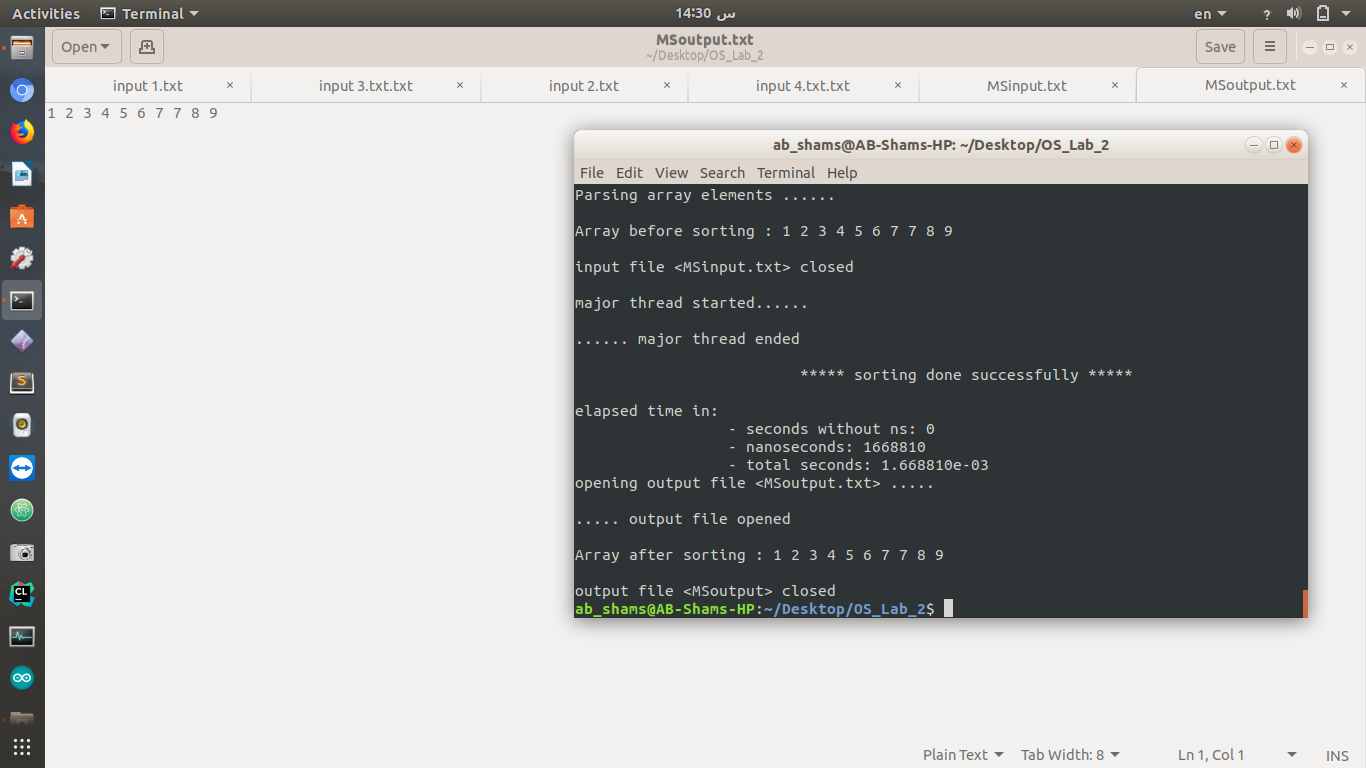 Activities Terminal س 14:30 en ?
Open MSoutput.txt Save
~/Desktop/OS_Lab_2
input 1.txt × input 3.txt.txt × input 2.txt × input 4.txt.txt × MSinput.txt × MSoutput.txt ×
1 2 3 4 5 6 7 7 8 9
ab_shams@AB-Shams-HP: ~/Desktop/OS_Lab_2
File Edit View Search Terminal Help
Parsing array elements ......
Array before sorting : 1 2 3 4 5 6 7 7 8 9
input file <MSinput.txt> closed
major thread started......
...... major thread ended
***** sorting done successfully *****
elapsed time in:
- seconds without ns: 0
- nanoseconds: 1668810
- total seconds: 1.668810e-03
opening output file <MSoutput.txt> .....
..... output file opened
Array after sorting : 1 2 3 4 5 6 7 7 8 9
output file <MSoutput> closed
ab_shams@AB-Shams-HP:~/Desktop/OS_Lab_2$
Plain Text Tab Width: 8 Ln 1, Col 1 INS